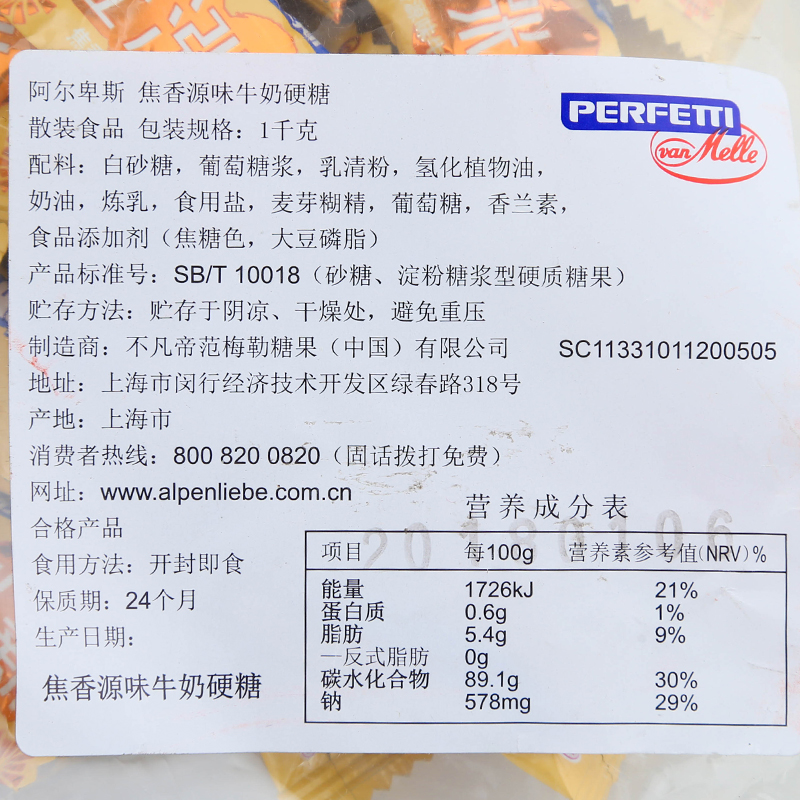 阿尔卑斯 焦香源味牛奶硬糖
散装食品 包装规格：1千克
配料：白砂糖，葡萄糖浆，乳清粉，氢化植物油，
奶油，炼乳，食用盐，麦芽糊精，葡萄糖，香兰素，
食品添加剂（焦糖色，大豆磷脂）
产品标准号：SB/T 10018（砂糖、淀粉糖浆型硬质糖果）
贮存方法：贮存于阴凉、干燥处，避免重压
制造商：不凡帝范梅勒糖果（中国）有限公司 SC11331011200505
地址：上海市闵行经济技术开发区绿春路318号
产地：上海市
消费者热线：800 820 0820（固话拨打免费）
网址：www.alpenliebe.com.cn
合格产品
食用方法：开封即食
保质期：24个月
生产日期：
焦香源味牛奶硬糖
PERFETTI
van Melle
营养成分表
20180106
项目 每100g 营养素参考值(NRV)%
能量 1726kJ 21%
蛋白质 0.6g 1%
脂肪 5.4g 9%
—反式脂肪 0g
碳水化合物 89.1g 30%
钠 578mg 29%